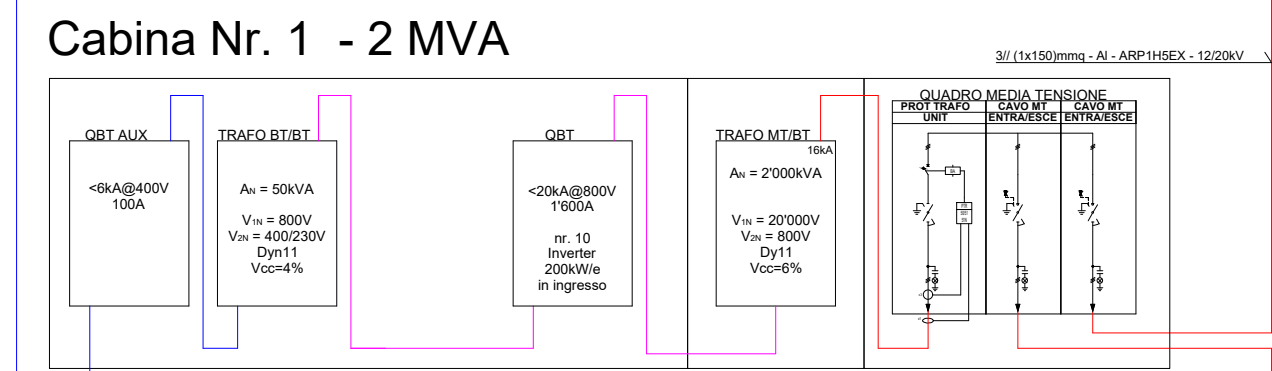 Cabina Nr. 1 - 2 MVA
3// (1x150)mmq - Al - ARP1H5EX - 12/20kV
QBT AUX
<6kA@400V
100A
TRAFO BT/BT
AN = 50kVA
V1N = 800V
V2N = 400/230V
Dyn11
Vcc=4%
QBT
<20kA@800V
1'600A
nr. 10
Inverter
200kW/e
in ingresso
TRAFO MT/BT
16kA
AN = 2'000kVA
V1N = 20'000V
V2N = 800V
Dy11
Vcc=6%
QUADRO MEDIA TENSIONE
PROT TRAFO
UNIT
CAVO MT
ENTRA/ESCE
CAVO MT
ENTRA/ESCE